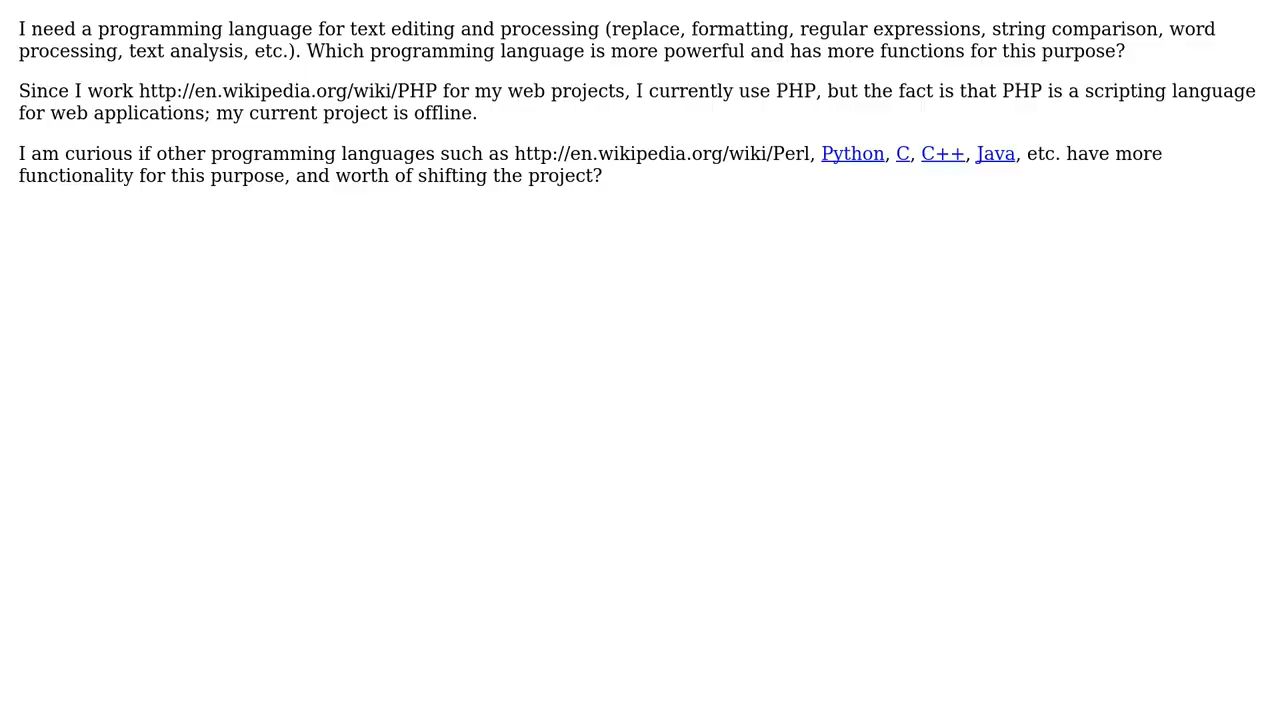 I need a programming language for text editing and processing (replace, formatting, regular expressions, string comparison, word
processing, text analysis, etc.). Which programming language is more powerful and has more functions for this purpose?
Since I work http://en.wikipedia.org/wiki/PHP for my web projects, I currently use PHP, but the fact is that PHP is a scripting language
for web applications; my current project is offline.
I am curious if other programming languages such as http://en.wikipedia.org/wiki/Perl, Python, C, C++, Java, etc. have more
functionality for this purpose, and worth of shifting the project?